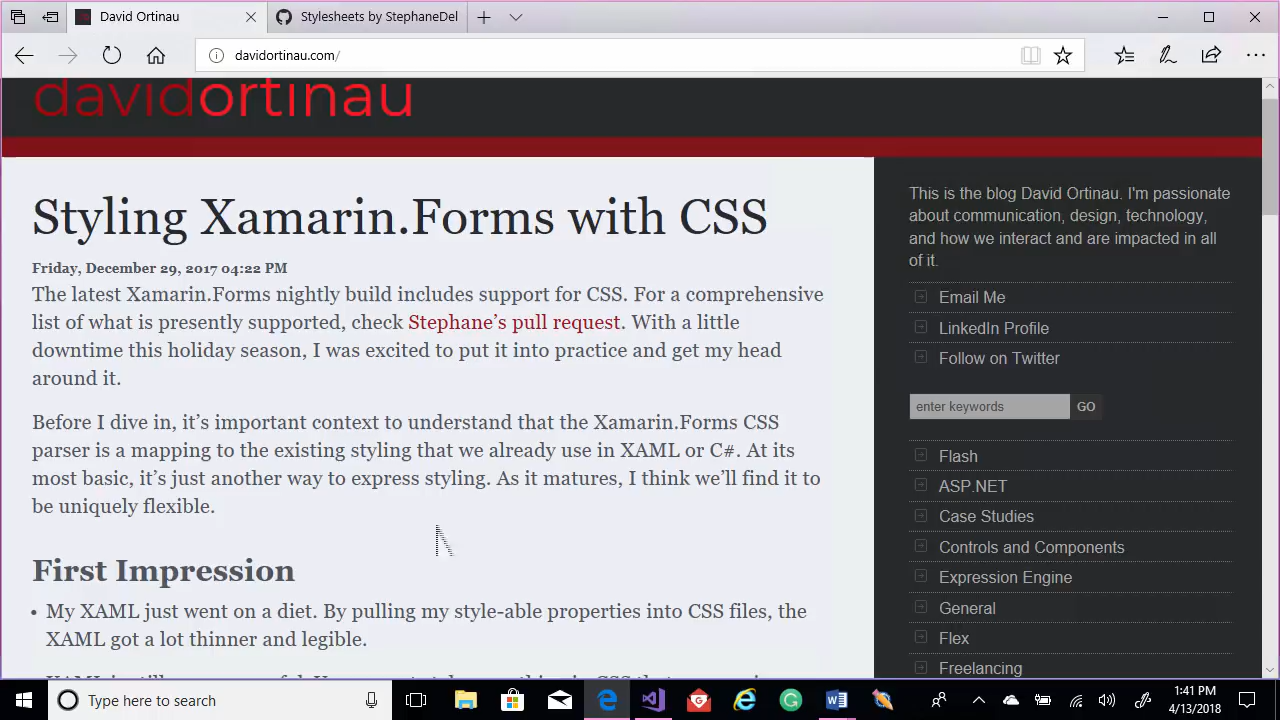 David Ortinau
Stylesheets by StephaneDel
davidortinau.com/
davidortinau
Styling Xamarin.Forms with CSS
Friday, December 29, 2017 04:22 PM
The latest Xamarin.Forms nightly build includes support for CSS. For a comprehensive
list of what is presently supported, check Stephane's pull request. With a little
downtime this holiday season, I was excited to put it into practice and get my head
around it.
Before I dive in, it's important context to understand that the Xamarin.Forms CSS
parser is a mapping to the existing styling that we already use in XAML or C#. At its
most basic, it's just another way to express styling. As it matures, I think we'll find it to
be uniquely flexible.
First Impression
• My XAML just went on a diet. By pulling my style-able properties into CSS files, the
XAML got a lot thinner and legible.
This is the blog David Ortinau. I'm passionate
about communication, design, technology,
and how we interact and are impacted in all
of it.
Email Me
LinkedIn Profile
Follow on Twitter
enter keywords GO
Flash
ASP.NET
Case Studies
Controls and Components
Expression Engine
General
Flex
Freelancing
Type here to search
1:41 PM
4/13/2018